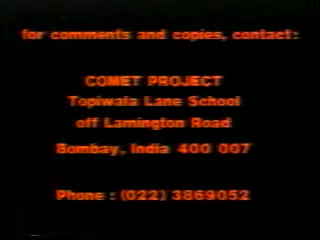 for comments and copies, contact:
COMET PROJECT
Topiwala Lane School
off Lamington Road
Bombay, India 400 007
Phone : (022) 3869052